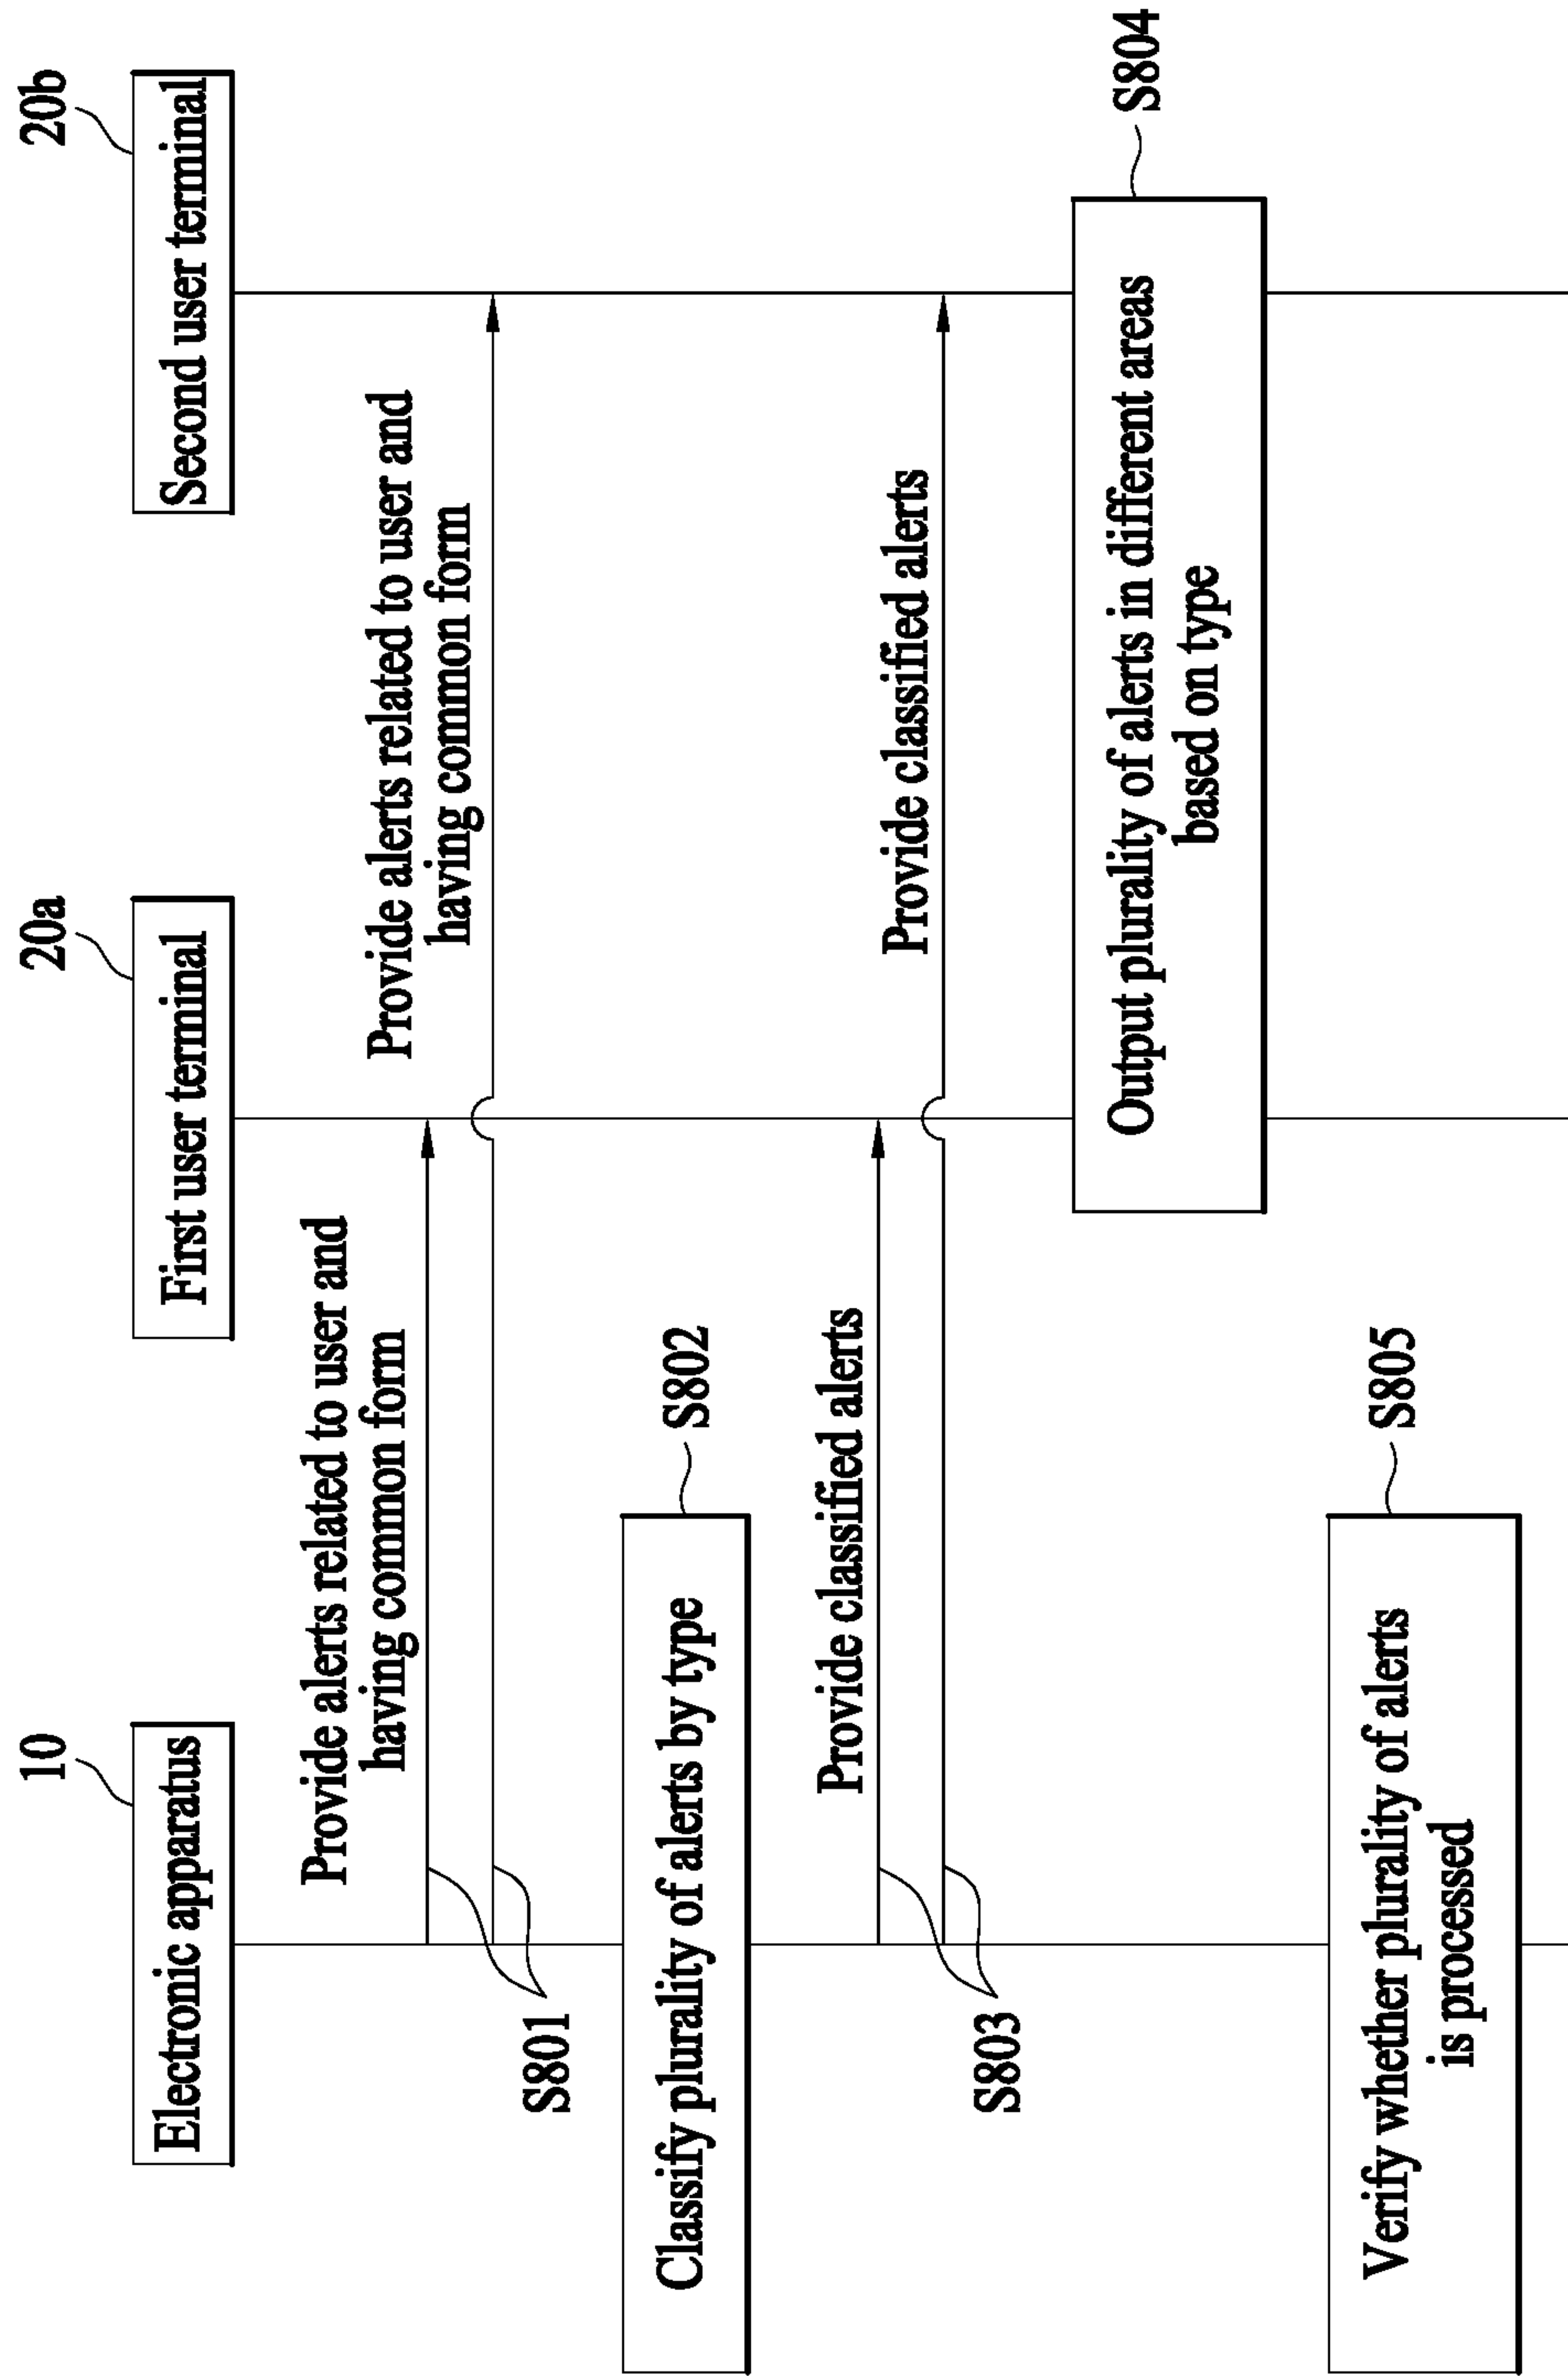 10
20a
20b
Electronic apparatus
First user terminal
Second user terminal
Provide alerts related to user and
having common form
Provide alerts related to user and
having common form
S801
S802
Classify plurality of alerts by type
Provide classified alerts
Provide classified alerts
S803
S804
Output plurality of alerts in different areas
based on type
S805
Verify whether plurality of alerts
is processed